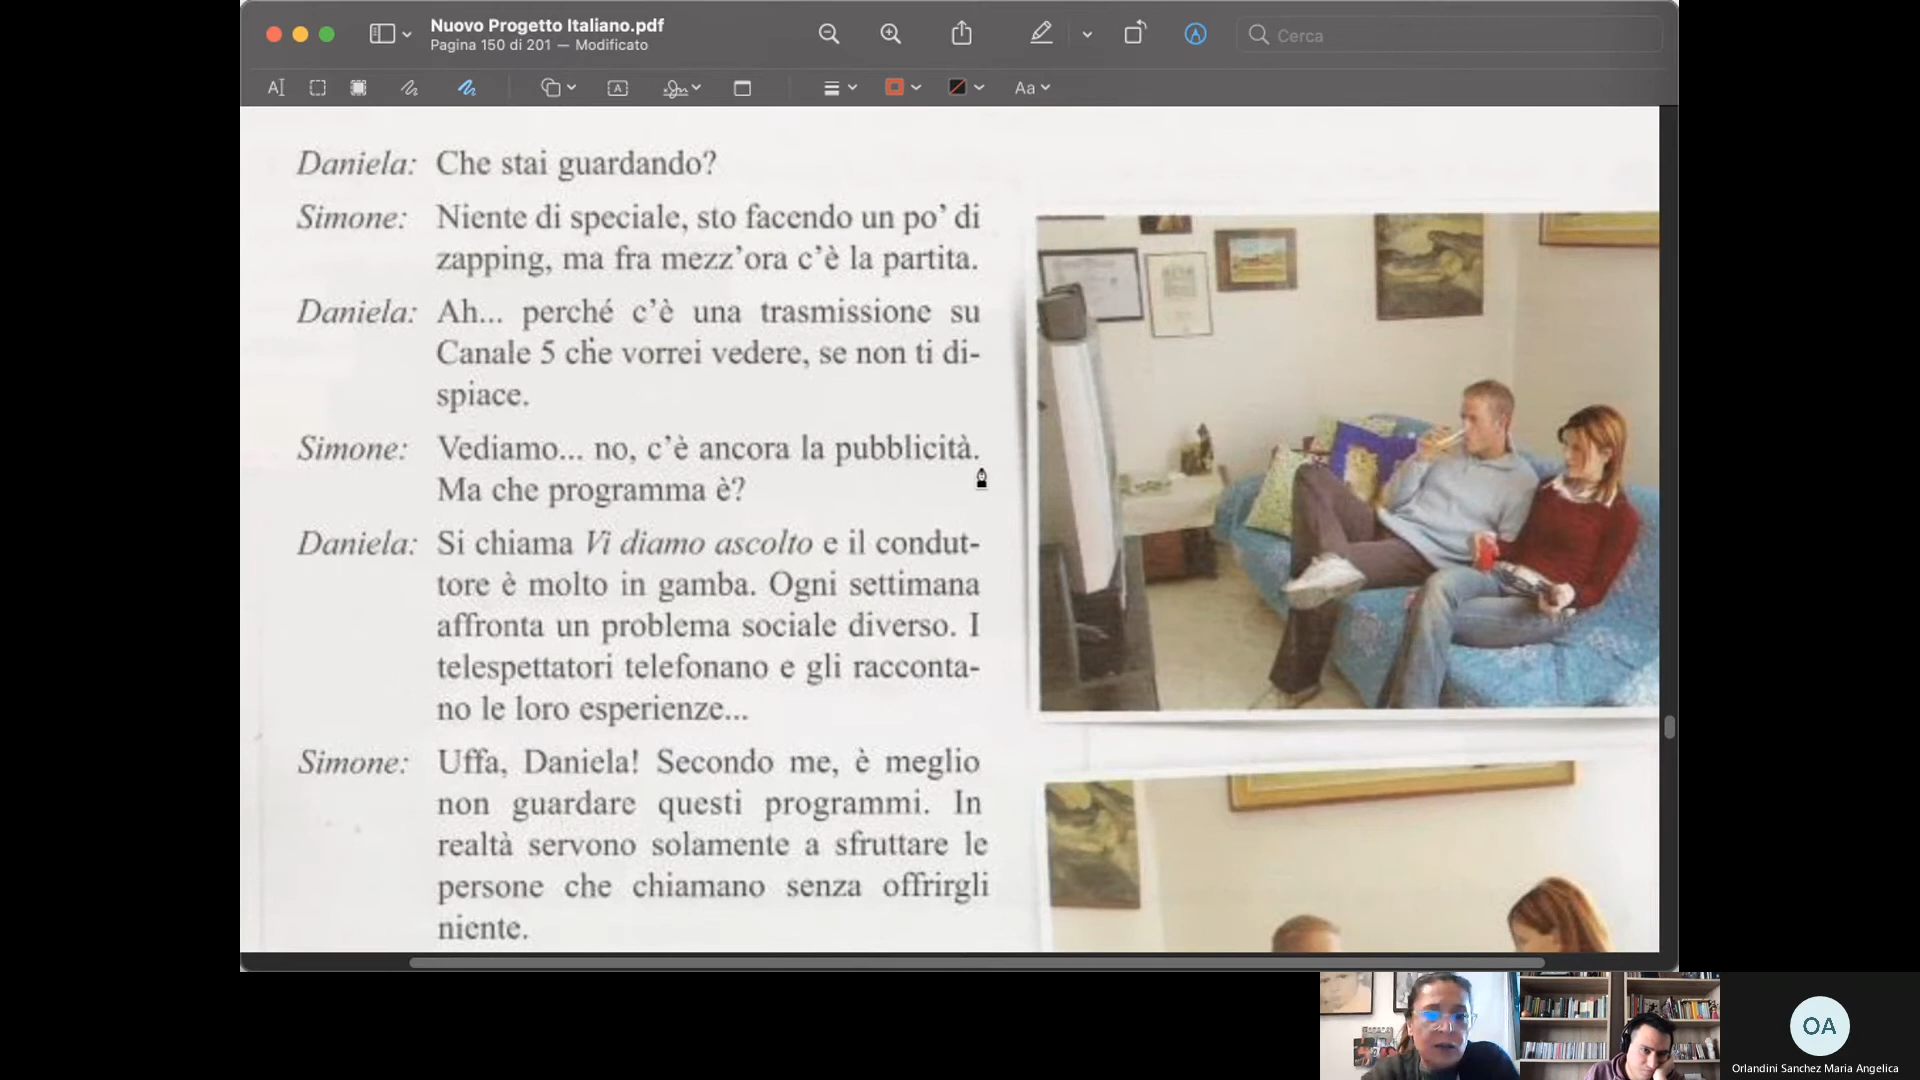 Nuovo Progetto Italiano.pdf
Pagina 150 di 201 — Modificato
Cerca
Aa
Daniela: Che stai guardando?
Simone: Niente di speciale, sto facendo un po' di
zapping, ma fra mezz'ora c'è la partita.
Daniela: Ah... perché c'è una trasmissione su
Canale 5 che vorrei vedere, se non ti di-
spiace.
Simone: Vediamo... no, c'è ancora la pubblicità.
Ma che programma è?
Daniela: Si chiama Vi diamo ascolto e il condut-
tore è molto in gamba. Ogni settimana
affronta un problema sociale diverso. I
telespettatori telefonano e gli racconta-
no le loro esperienze...
Simone: Uffa, Daniela! Secondo me, è meglio
non guardare questi programmi. In
realtà servono solamente a sfruttare le
persone che chiamano senza offrirgli
niente.
OA
Orlandini Sanchez Maria Angelica